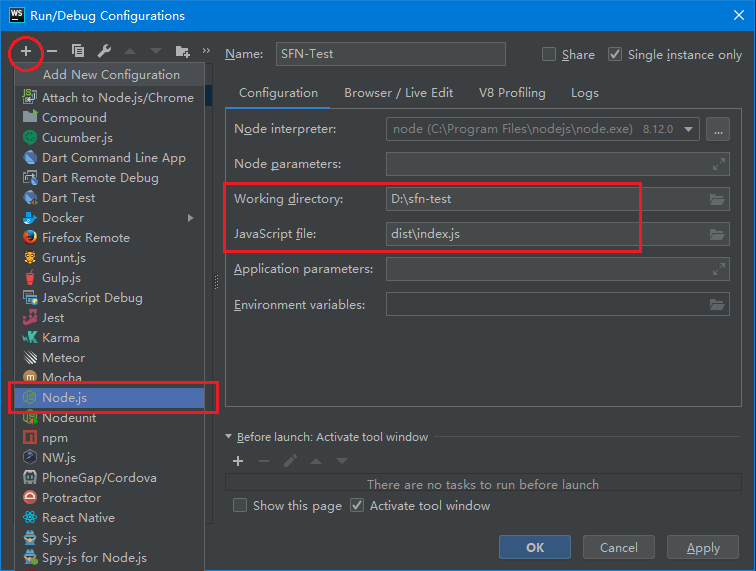 WS Run/Debug Configurations
Name: SFN-Test Share Single instance only
Add New Configuration
Attach to Node.js/Chrome
Compound
Cucumber.js
Dart Command Line App
Dart Remote Debug
Dart Test
Docker
Firefox Remote
Grunt.js
Gulp.js
JavaScript Debug
Jest
Karma
Meteor
Mocha
Node.js
Nodeunit
npm
NW.js
PhoneGap/Cordova
Protractor
React Native
Spy-js
Spy-js for Node.js
Configuration Browser / Live Edit V8 Profiling Logs
Node interpreter: node (C:\Program Files\nodejs\node.exe) 8.12.0 ...
Node parameters:
Working directory: D:\sfn-test
JavaScript file: dist\index.js
Application parameters:
Environment variables:
Before launch: Activate tool window
There are no tasks to run before launch
Show this page Activate tool window
OK Cancel Apply